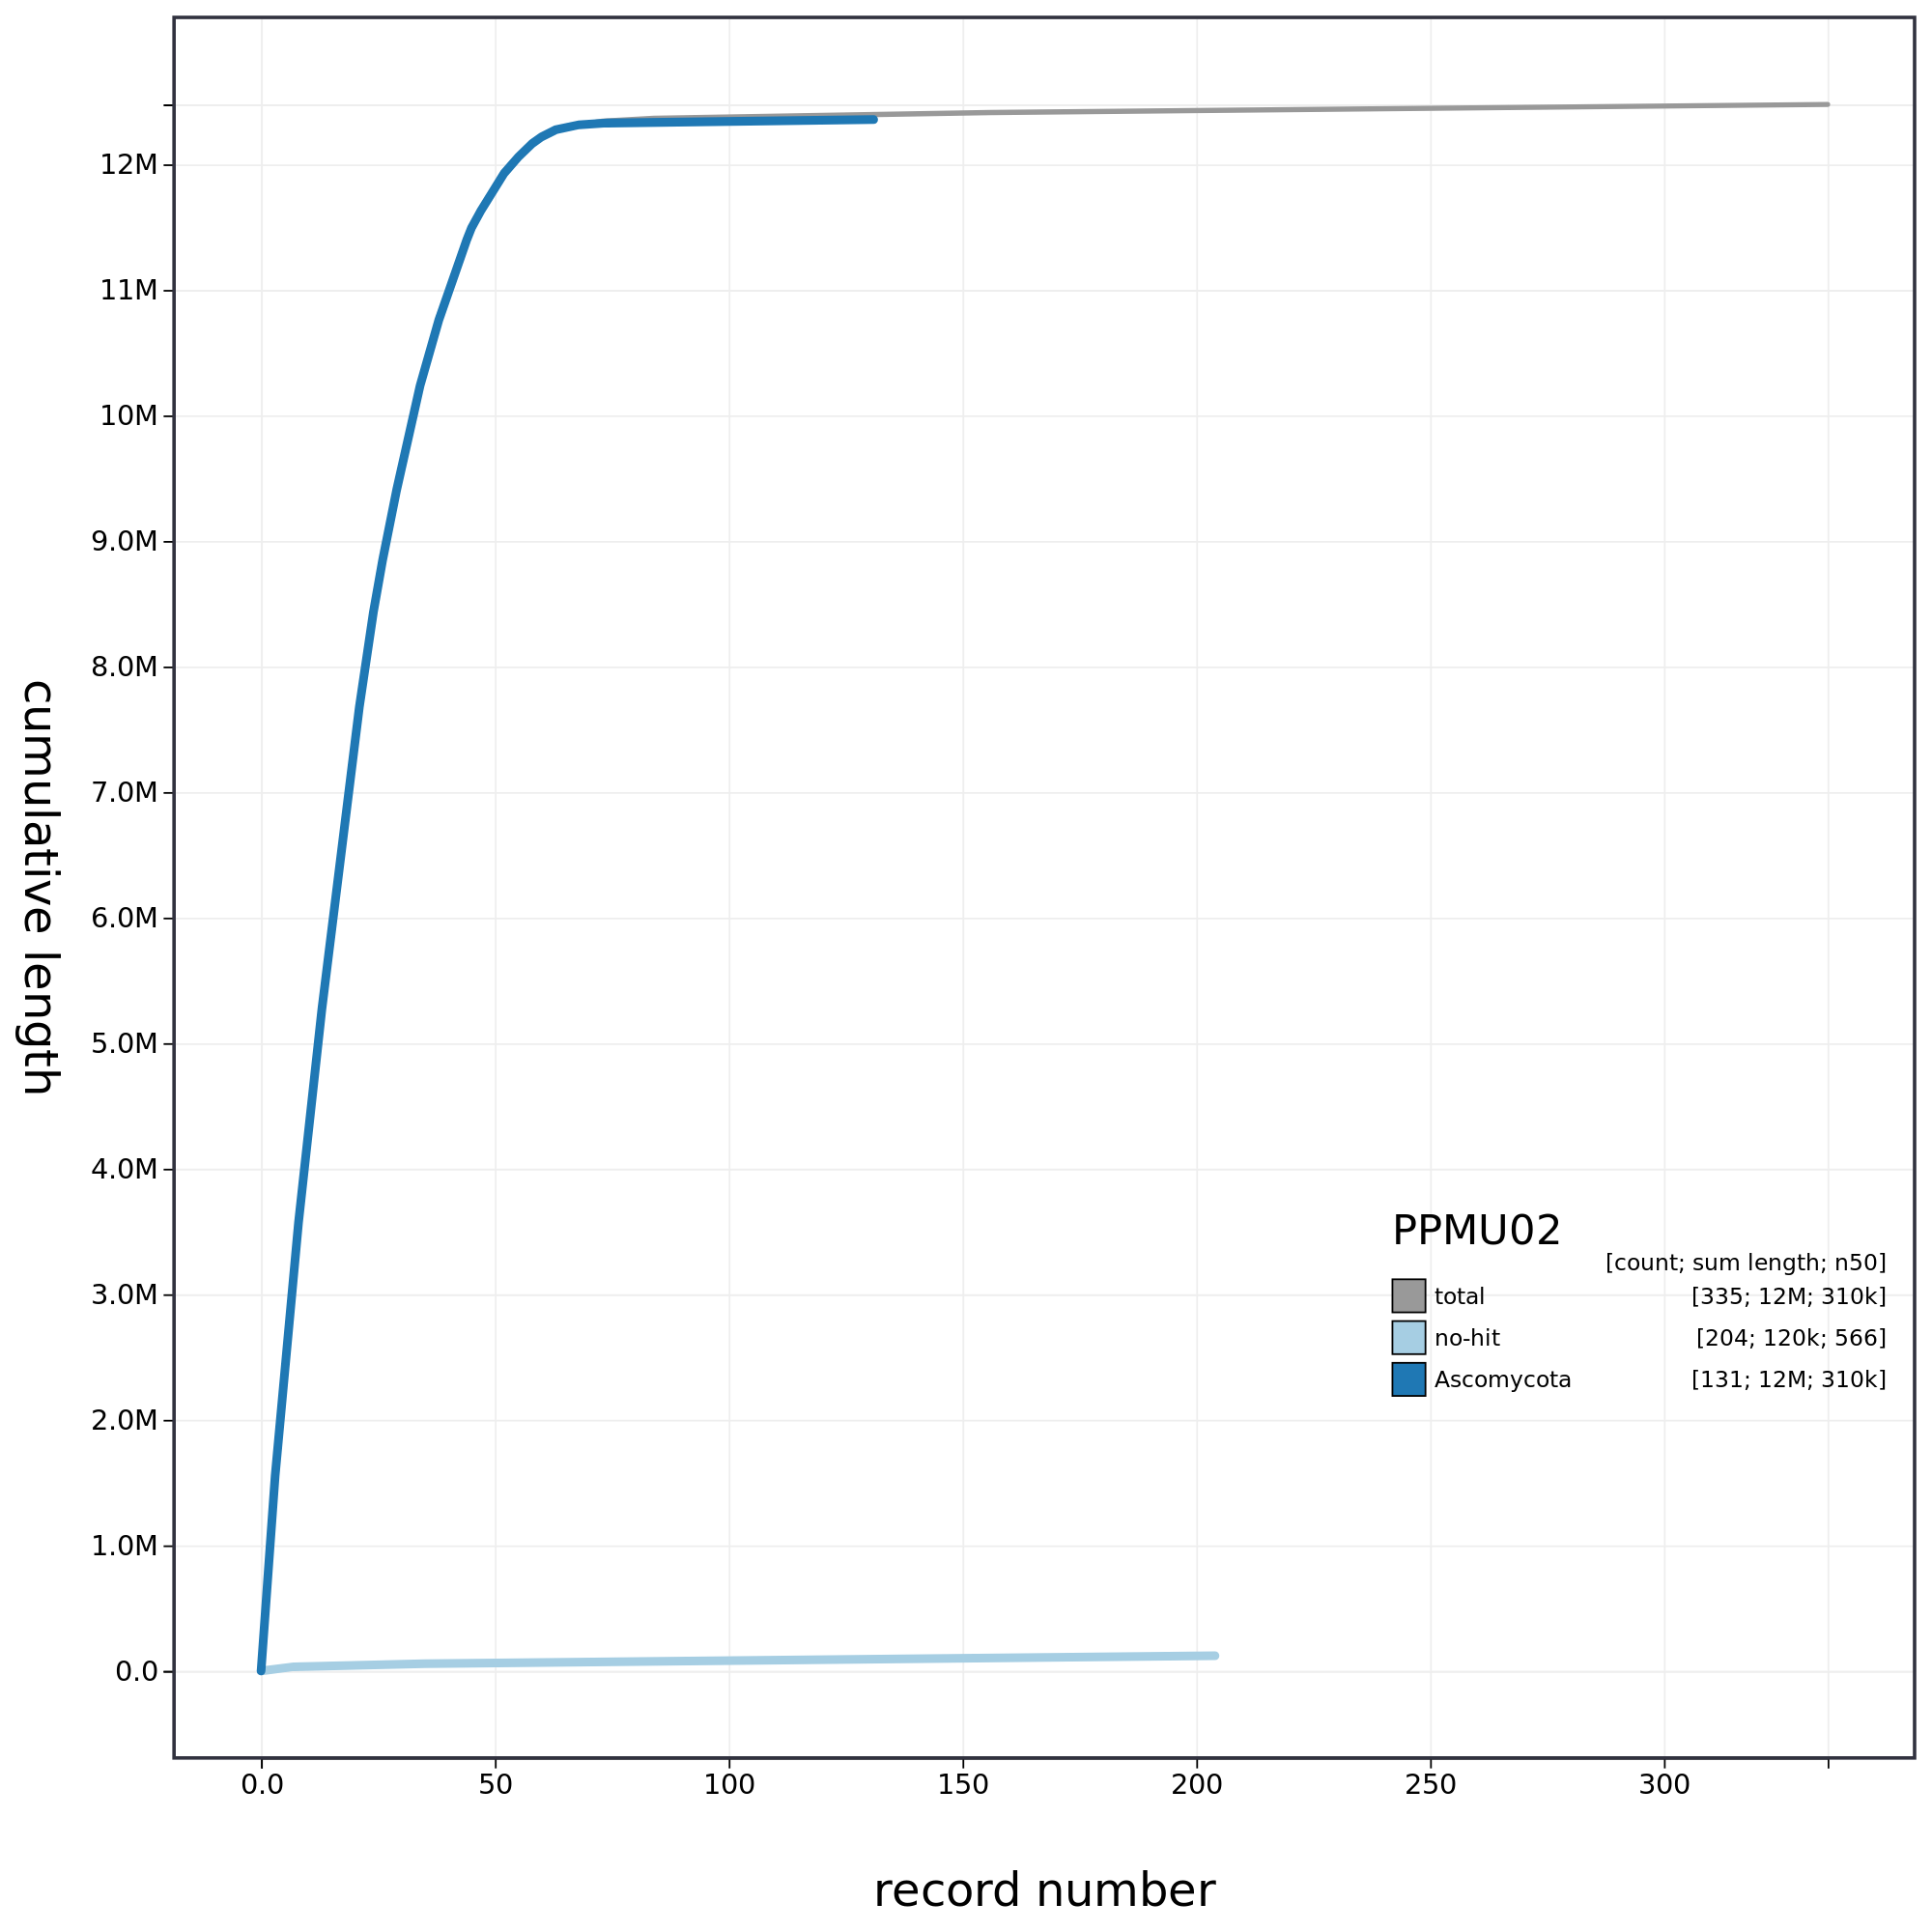 12M
11M
10M
9.0M
8.0M
7.0M
6.0M
5.0M
4.0M
3.0M
2.0M
1.0M
0.0
cumulative length
PPMU02
[count; sum length; n50]
total [335; 12M; 310k]
no-hit [204; 120k; 566]
Ascomycota [131; 12M; 310k]
0.0 50 100 150 200 250 300
record number